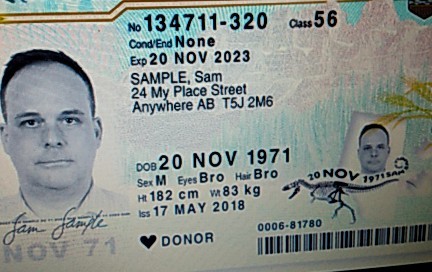 No 134711-320 Class 56
Cond/End None
Exp 20 NOV 2023
SAMPLE, Sam
24 My Place Street
Anywhere AB T5J 2M6
DOB 20 NOV 1971
Sex M Eyes Bro Hair Bro
Ht 182 cm Wt 83 kg
Iss 17 MAY 2018
20 NOV 1971 SAM
Sam Sample
NOV 71
DONOR
0006-81780